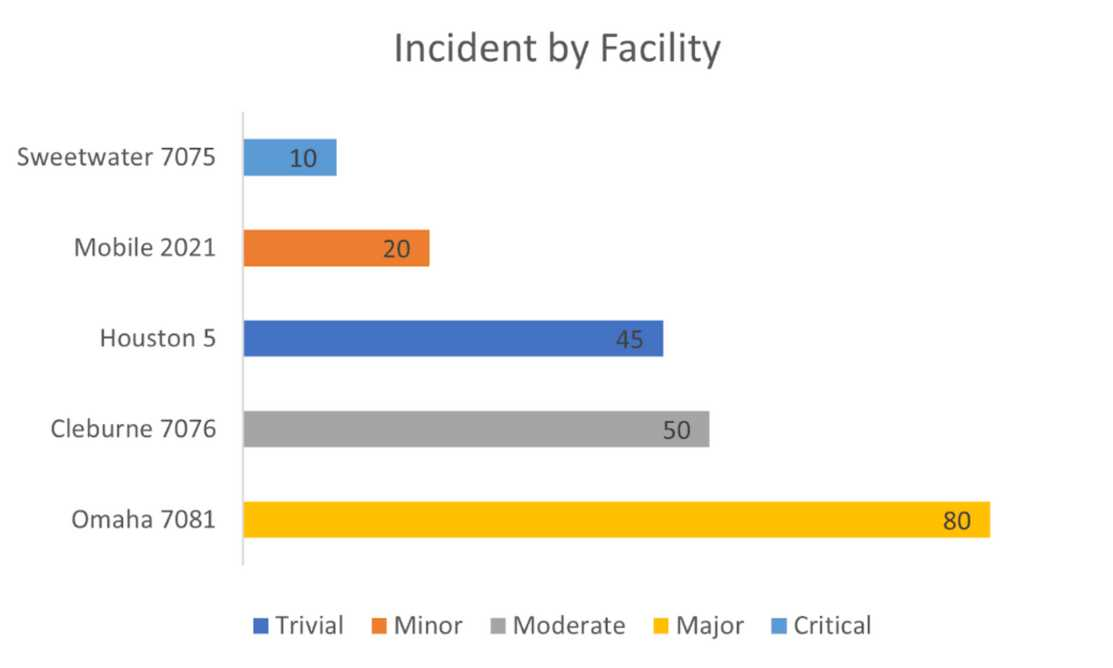 Incident by Facility
Sweetwater 7075
10
Mobile 2021
20
Houston 5
45
Cleburne 7076
50
Omaha 7081
80
Trivial Minor Moderate Major Critical